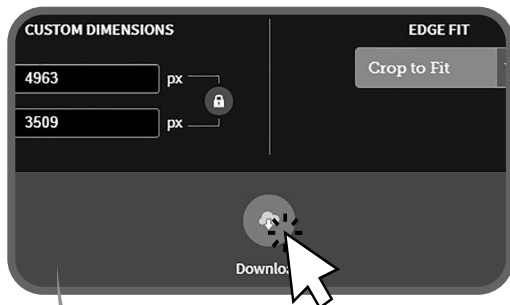 CUSTOM DIMENSIONS
EDGE FIT
4963 px
Crop to Fit
3509 px